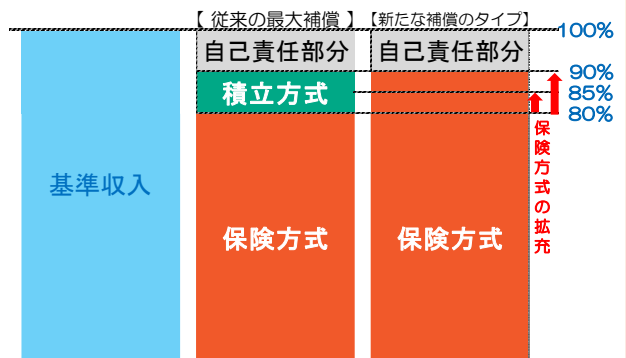 【 従来の最大補償 】
【新たな補償のタイプ】
100%
自己責任部分
自己責任部分
90%
積立方式
85%
80%
基準収入
保険方式
保険方式
保険方式の拡充